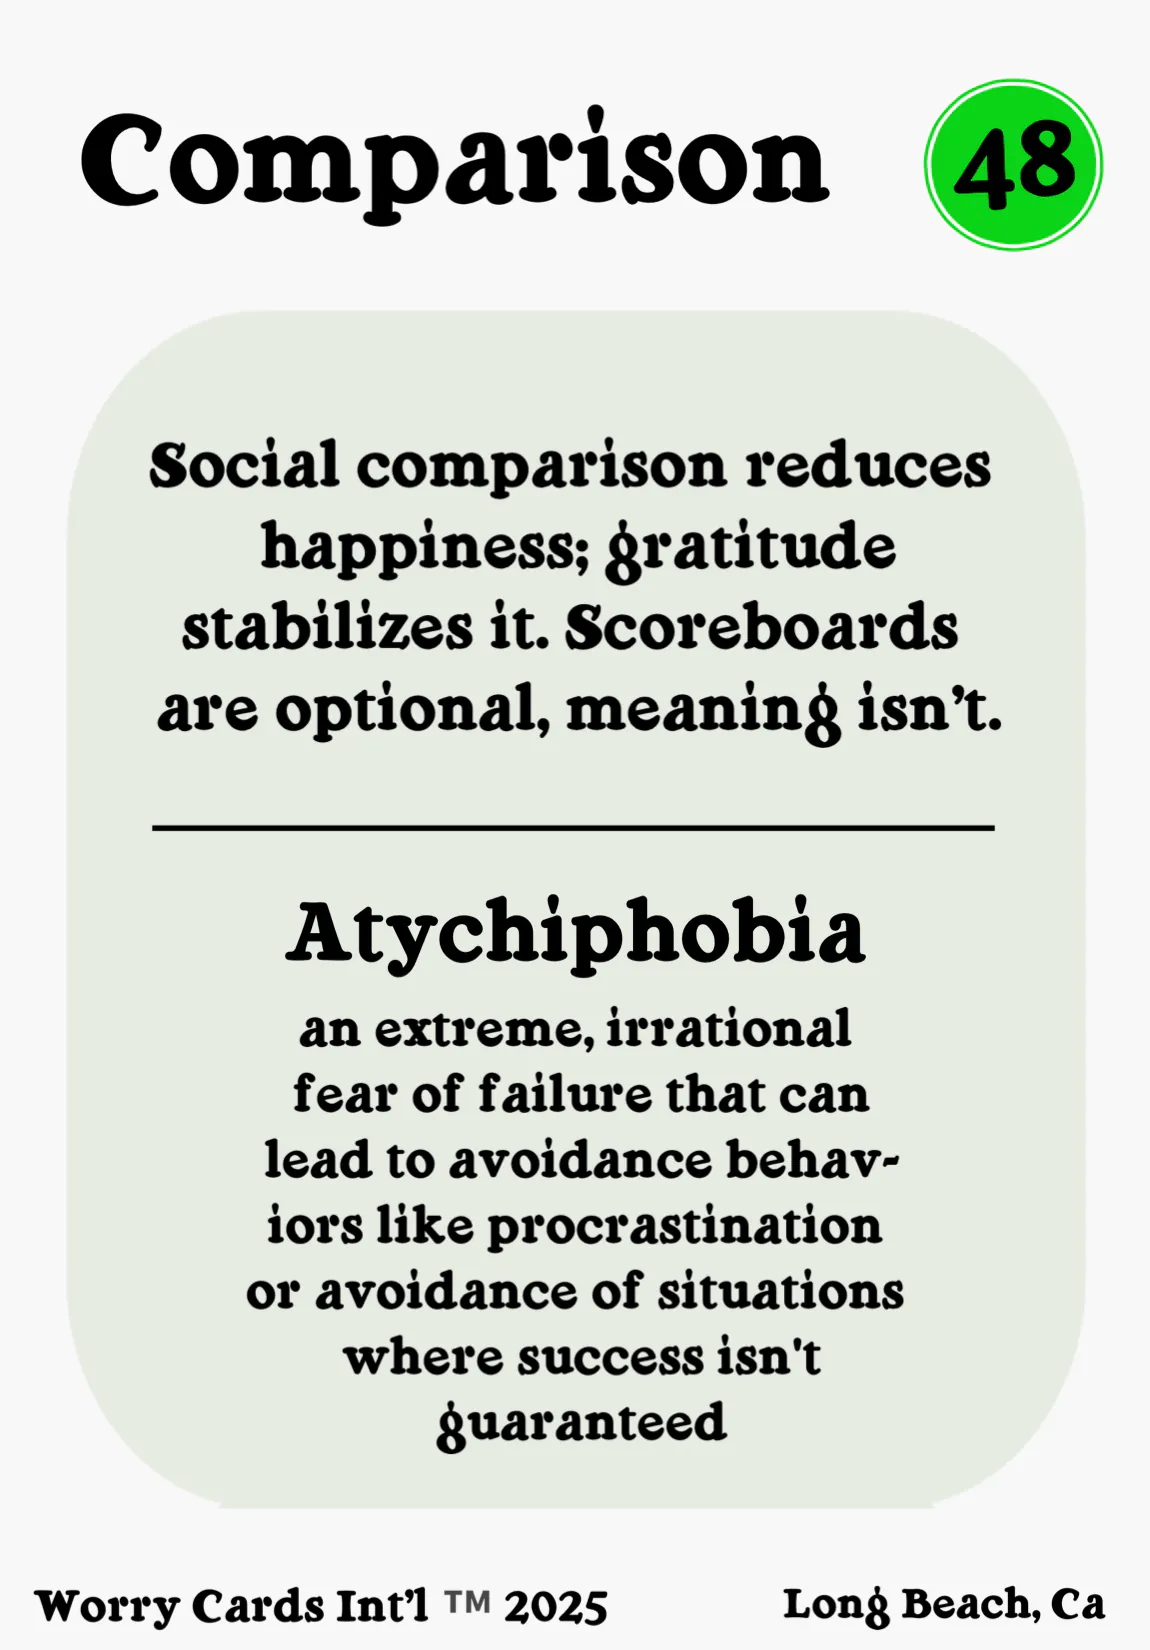 Comparison
48
Social comparison reduces
happiness; gratitude
stabilizes it. Scoreboards
are optional, meaning isn’t.
Atychiphobia
an extreme, irrational
fear of failure that can
lead to avoidance behav-
iors like procrastination
or avoidance of situations
where success isn't
guaranteed
Worry Cards Int’l ™ 2025
Long Beach, Ca